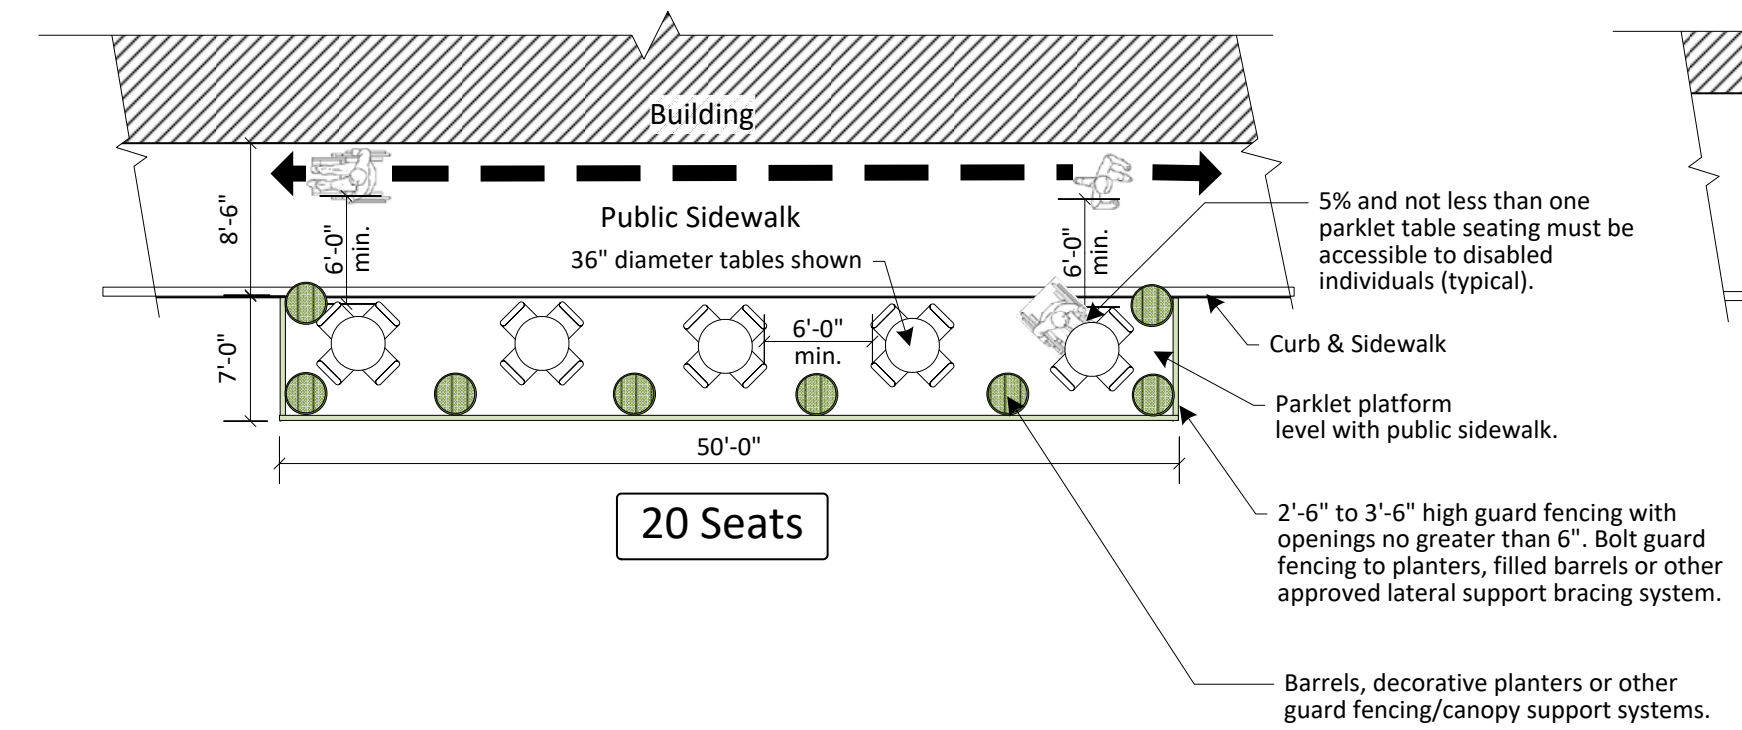 Building
Public Sidewalk
36" diameter tables shown
8'-6"
6'-0"
min.
6'-0"
min.
7'-0"
6'-0"
min.
50'-0"
20 Seats
5% and not less than one
parklet table seating must be
accessible to disabled
individuals (typical).
Curb & Sidewalk
Parklet platform
level with public sidewalk.
2'-6" to 3'-6" high guard fencing with
openings no greater than 6". Bolt guard
fencing to planters, filled barrels or other
approved lateral support bracing system.
Barrels, decorative planters or other
guard fencing/canopy support systems.